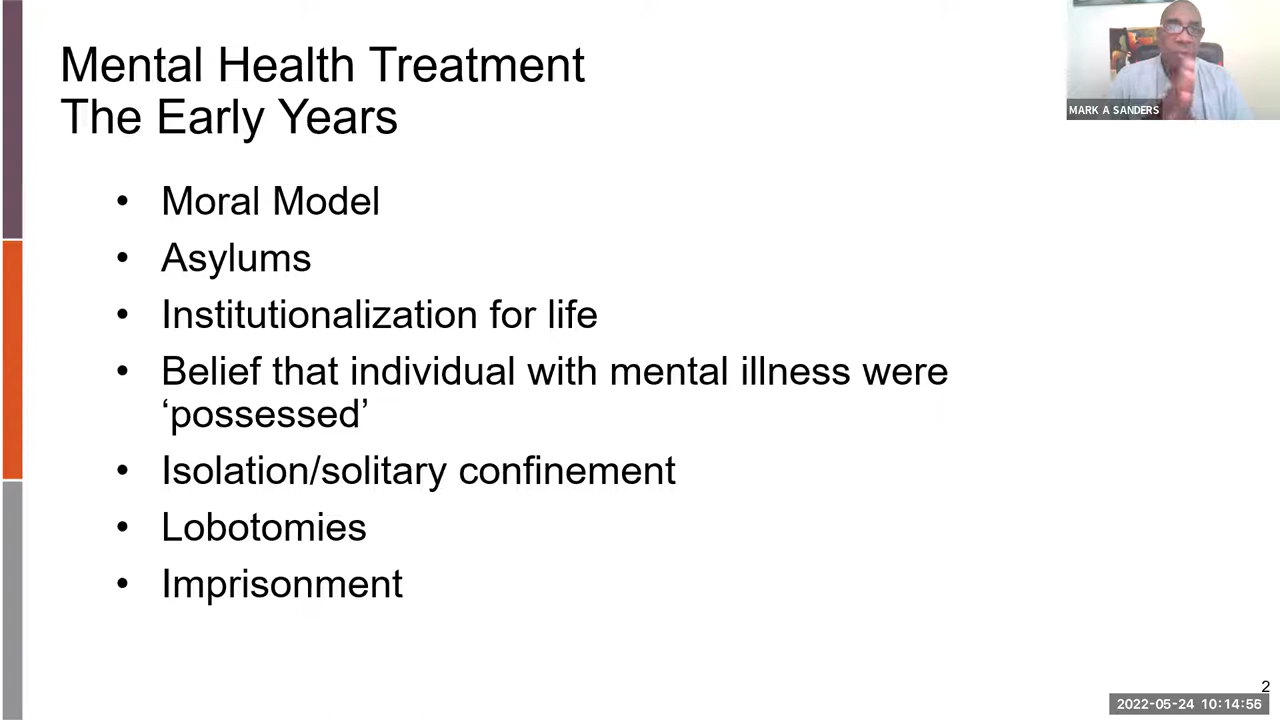 Mental Health Treatment
The Early Years
MARK A SANDERS
• Moral Model
• Asylums
• Institutionalization for life
• Belief that individual with mental illness were
‘possessed’
• Isolation/solitary confinement
• Lobotomies
• Imprisonment
2
2022-05-24 10:14:56